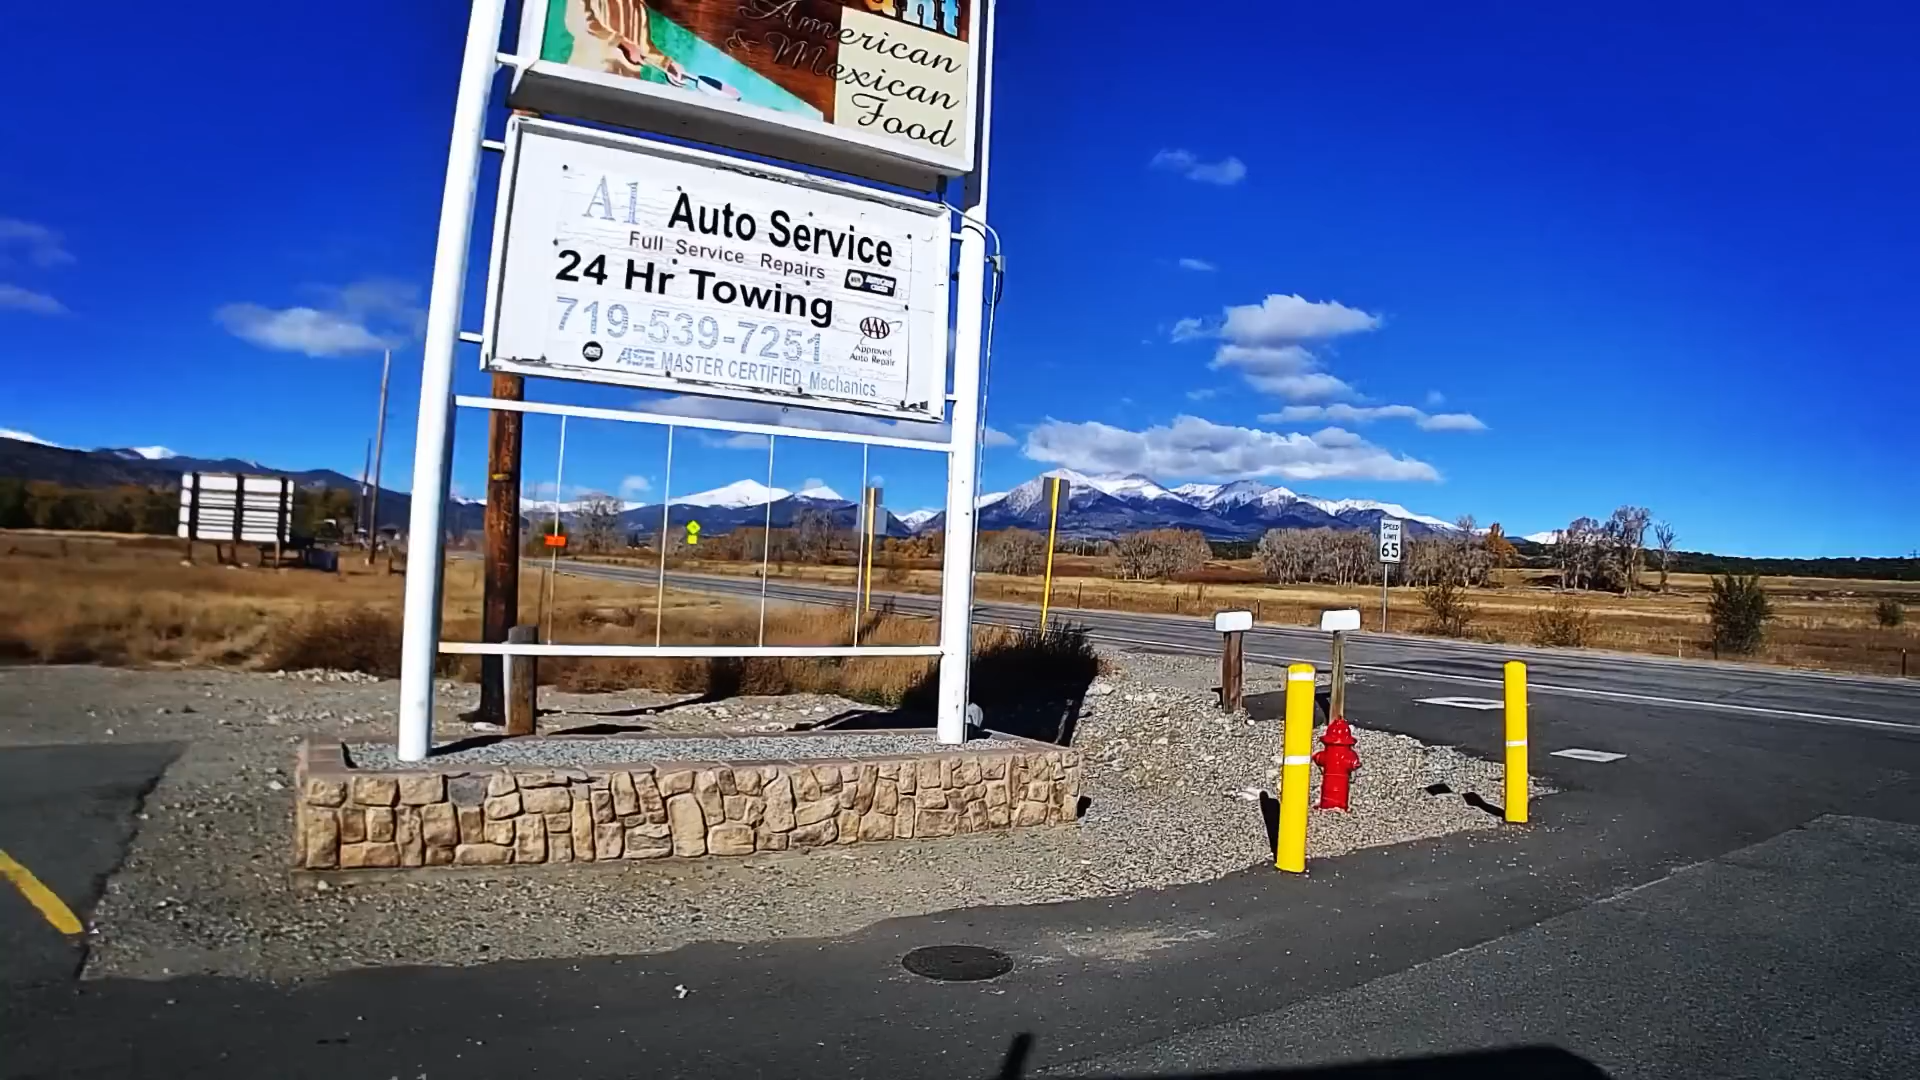 American
& Mexican
Food
A1 Auto Service
Full Service Repairs
24 Hr Towing
719-539-7251
AAA
Approved
Auto Repair
ASE MASTER CERTIFIED Mechanics
SPEED
LIMIT
65